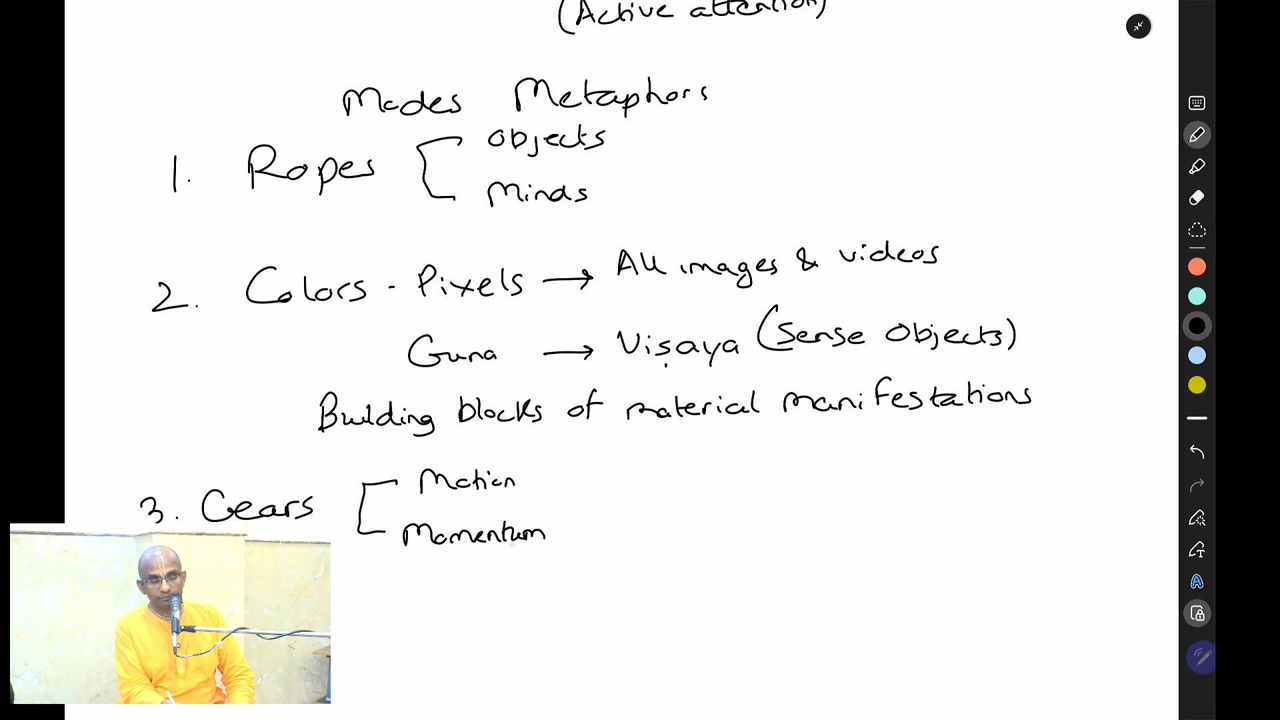 (Active attention)
Modes Metaphors
1. Ropes
Objects
Minds
2. Colors - Pixels → All images & videos
Guna → Viṣaya (Sense Objects)
Building blocks of material manifestations
3. Gears
Motion
Momentum